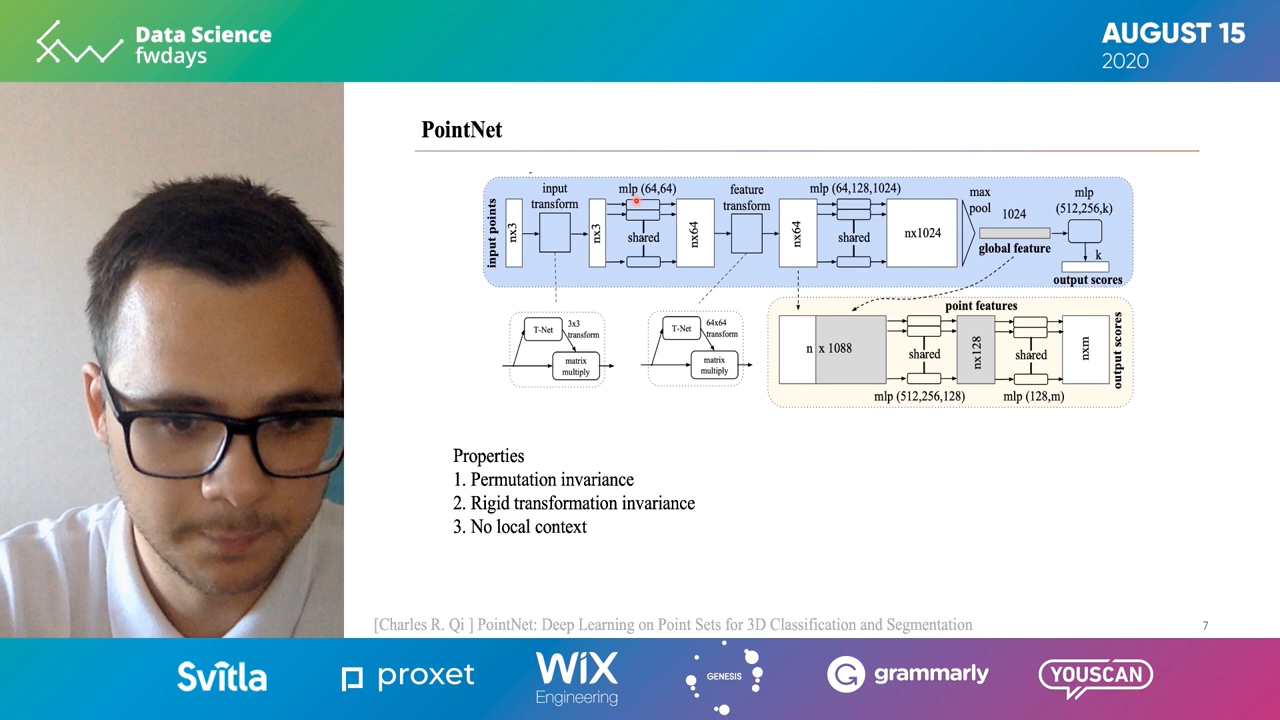 Data Science
fwdays
AUGUST 15
2020
PointNet
input points
nx3
input
transform
nx3
mlp (64,64)
shared
nx64
feature
transform
nx64
mlp (64,128,1024)
shared
nx1024
max
pool
1024
global feature
mlp
(512,256,k)
k
output scores
T-Net
3x3
transform
matrix
multiply
T-Net
64x64
transform
matrix
multiply
point features
n x 1088
shared
mlp (512,256,128)
nx128
shared
mlp (128,m)
nxm
output scores
Properties
1. Permutation invariance
2. Rigid transformation invariance
3. No local context
[Charles R. Qi ] PointNet: Deep Learning on Point Sets for 3D Classification and Segmentation
7
Svitla
proxet
WiX
Engineering
GENESIS
G grammarly
YOUSCAN